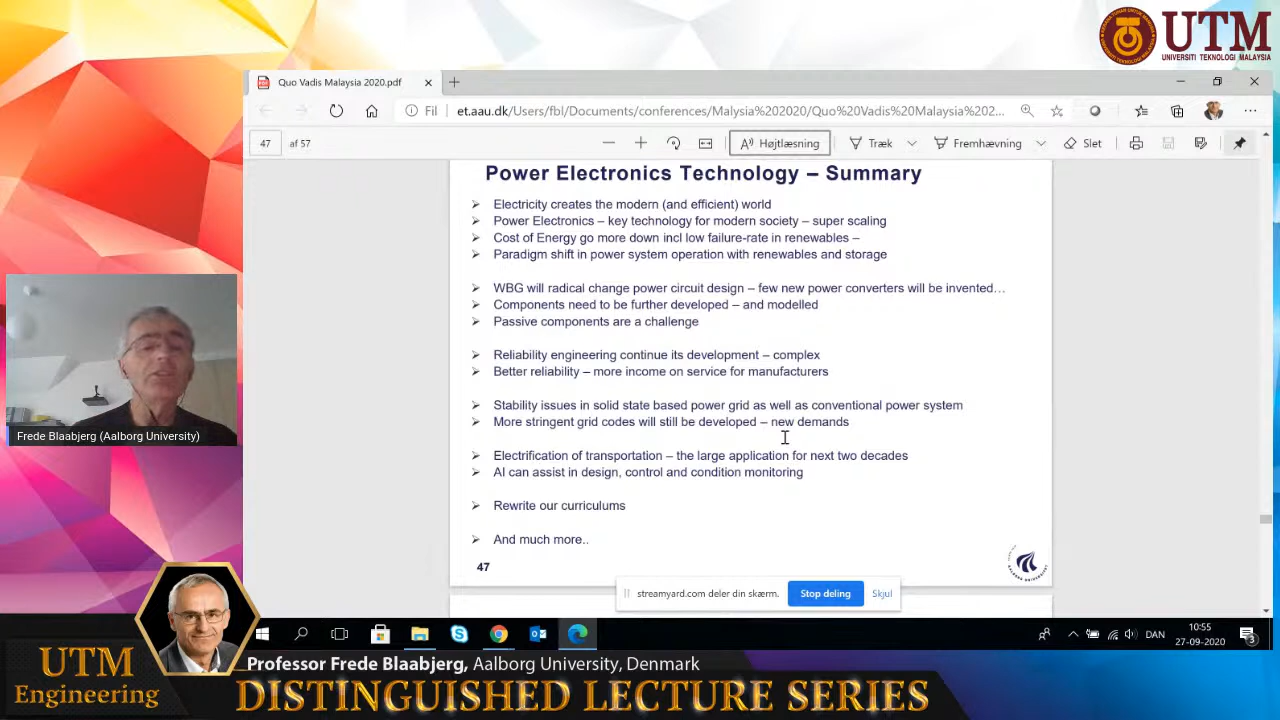 UTM
UNIVERSITI TEKNOLOGI MALAYSIA
Quo Vadis Malaysia 2020.pdf
Fil
et.aau.dk/Users/fbl/Documents/conferences/Malysia%202020/Quo%20Vadis%20Malaysia%202...
47 af 57
Højtlæsning
Træk
Fremhævning
Slet
Power Electronics Technology – Summary
➢ Electricity creates the modern (and efficient) world
➢ Power Electronics – key technology for modern society – super scaling
➢ Cost of Energy go more down incl low failure-rate in renewables –
➢ Paradigm shift in power system operation with renewables and storage
➢ WBG will radical change power circuit design – few new power converters will be invented…
➢ Components need to be further developed – and modelled
➢ Passive components are a challenge
➢ Reliability engineering continue its development – complex
➢ Better reliability – more income on service for manufacturers
➢ Stability issues in solid state based power grid as well as conventional power system
➢ More stringent grid codes will still be developed – new demands
➢ Electrification of transportation – the large application for next two decades
➢ AI can assist in design, control and condition monitoring
➢ Rewrite our curriculums
➢ And much more..
47
streamyard.com deler din skærm.
Stop deling
Skjul
Frede Blaabjerg (Aalborg University)
DAN
10:55
27-09-2020
3
Professor Frede Blaabjerg, Aalborg University, Denmark
UTM
Engineering
DISTINGUISHED LECTURE SERIES